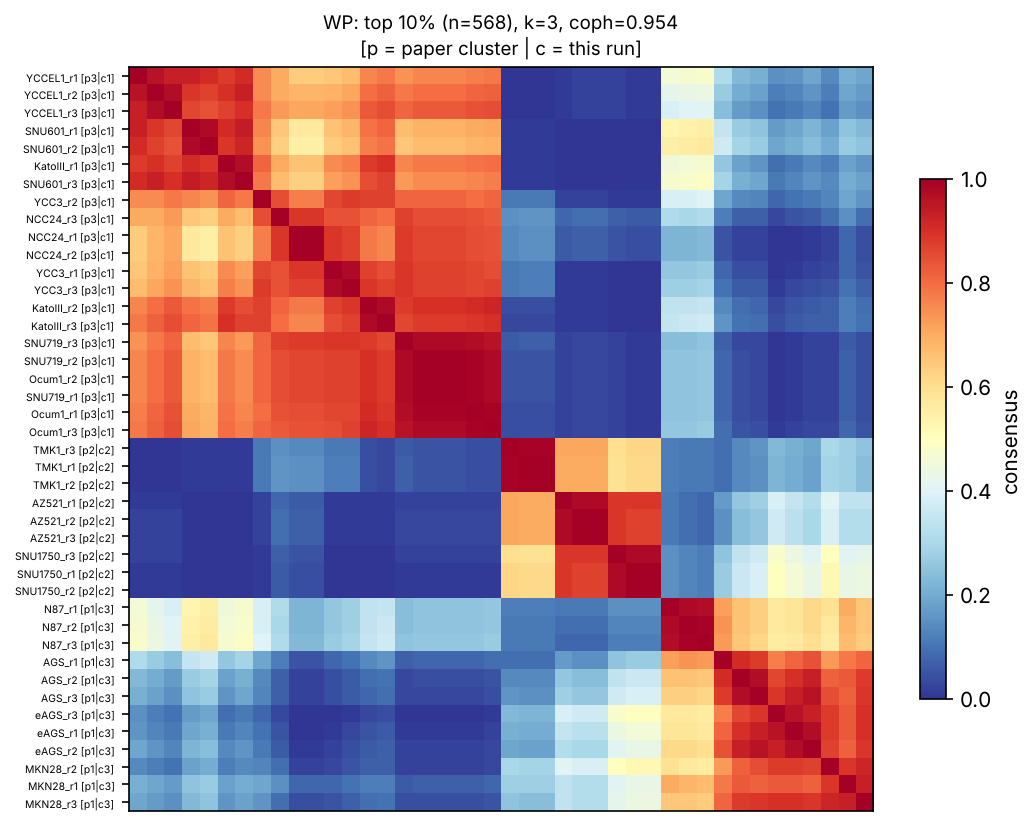 WP: top 10% (n=568), k=3, coph=0.954
[p = paper cluster | c = this run]
YCCEL1_r1 [p3|c1]
YCCEL1_r2 [p3|c1]
YCCEL1_r3 [p3|c1]
SNU601_r1 [p3|c1]
SNU601_r2 [p3|c1]
KatoIII_r1 [p3|c1]
SNU601_r3 [p3|c1]
YCC3_r2 [p3|c1]
NCC24_r3 [p3|c1]
NCC24_r1 [p3|c1]
NCC24_r2 [p3|c1]
YCC3_r1 [p3|c1]
YCC3_r3 [p3|c1]
KatoIII_r2 [p3|c1]
KatoIII_r3 [p3|c1]
SNU719_r3 [p3|c1]
SNU719_r2 [p3|c1]
Ocum1_r2 [p3|c1]
SNU719_r1 [p3|c1]
Ocum1_r1 [p3|c1]
Ocum1_r3 [p3|c1]
TMK1_r3 [p2|c2]
TMK1_r1 [p2|c2]
TMK1_r2 [p2|c2]
AZ521_r1 [p2|c2]
AZ521_r2 [p2|c2]
AZ521_r3 [p2|c2]
SNU1750_r3 [p2|c2]
SNU1750_r1 [p2|c2]
SNU1750_r2 [p2|c2]
N87_r1 [p1|c3]
N87_r2 [p1|c3]
N87_r3 [p1|c3]
AGS_r1 [p1|c3]
AGS_r2 [p1|c3]
AGS_r3 [p1|c3]
eAGS_r3 [p1|c3]
eAGS_r1 [p1|c3]
eAGS_r2 [p1|c3]
MKN28_r2 [p1|c3]
MKN28_r1 [p1|c3]
MKN28_r3 [p1|c3]
1.0
0.8
0.6
0.4
0.2
0.0
consensus